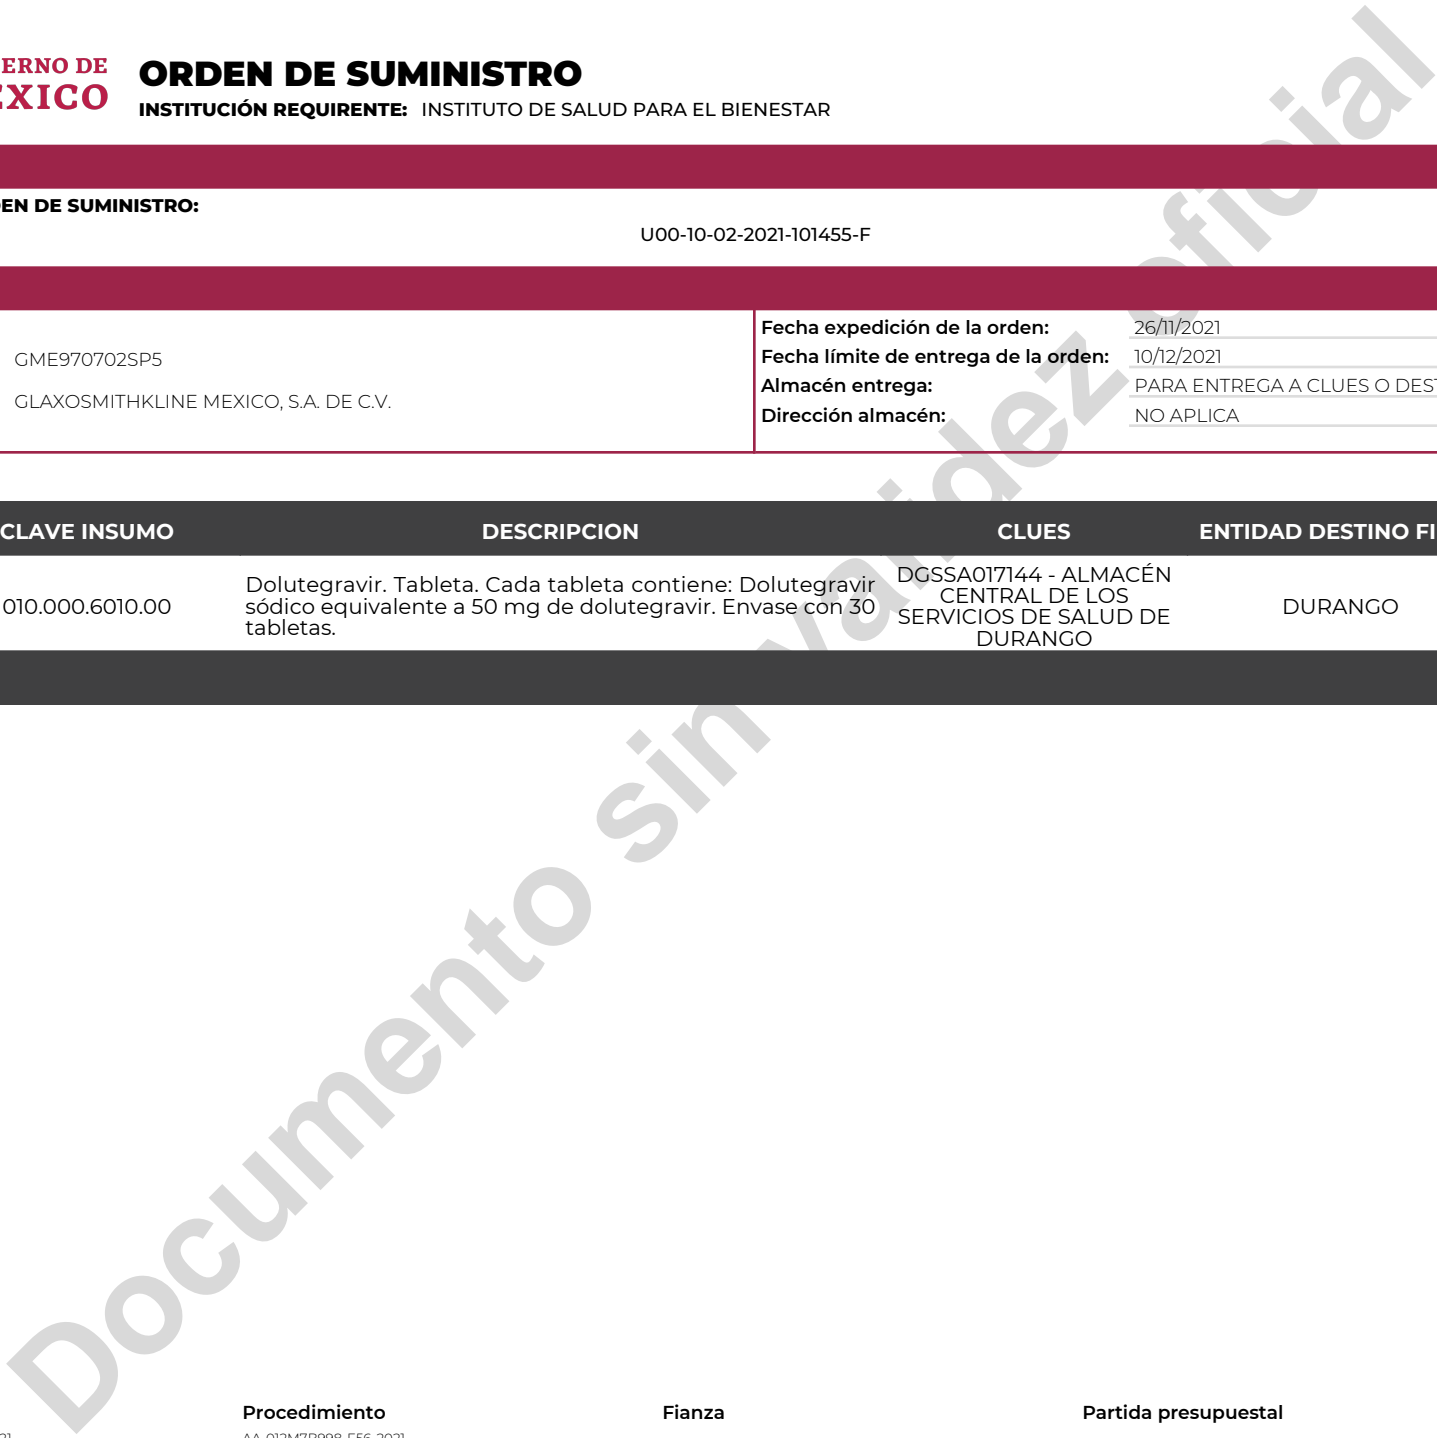 ERNO DE
EXICO
ORDEN DE SUMINISTRO
INSTITUCIÓN REQUIRENTE: INSTITUTO DE SALUD PARA EL BIENESTAR
EN DE SUMINISTRO:
U00-10-02-2021-101455-F
GME970702SP5
GLAXOSMITHKLINE MEXICO, S.A. DE C.V.
Fecha expedición de la orden: 26/11/2021
Fecha límite de entrega de la orden: 10/12/2021
Almacén entrega: PARA ENTREGA A CLUES O DEST
Dirección almacén: NO APLICA
CLAVE INSUMO DESCRIPCION CLUES ENTIDAD DESTINO FI
010.000.6010.00
Dolutegravir. Tableta. Cada tableta contiene: Dolutegravir
sódico equivalente a 50 mg de dolutegravir. Envase con 30
tabletas.
DGSSA017144 - ALMACÉN
CENTRAL DE LOS
SERVICIOS DE SALUD DE
DURANGO
DURANGO
Documento sin validez oficial
Procedimiento Fianza Partida presupuestal